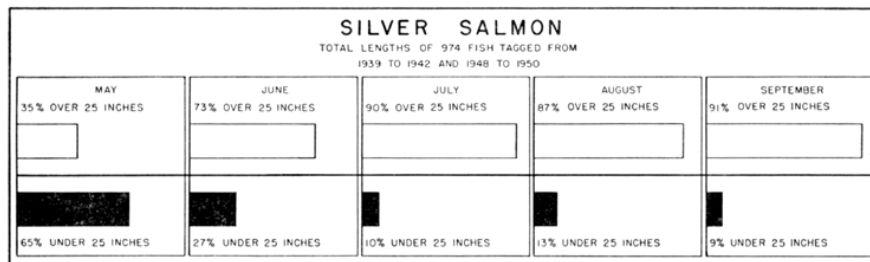 SILVER SALMON
TOTAL LENGTHS OF 974 FISH TAGGED FROM
1939 TO 1942 AND 1948 TO 1950
MAY
35% OVER 25 INCHES
65% UNDER 25 INCHES
JUNE
73% OVER 25 INCHES
27% UNDER 25 INCHES
JULY
90% OVER 25 INCHES
10% UNDER 25 INCHES
AUGUST
87% OVER 25 INCHES
13% UNDER 25 INCHES
SEPTEMBER
91% OVER 25 INCHES
9% UNDER 25 INCHES